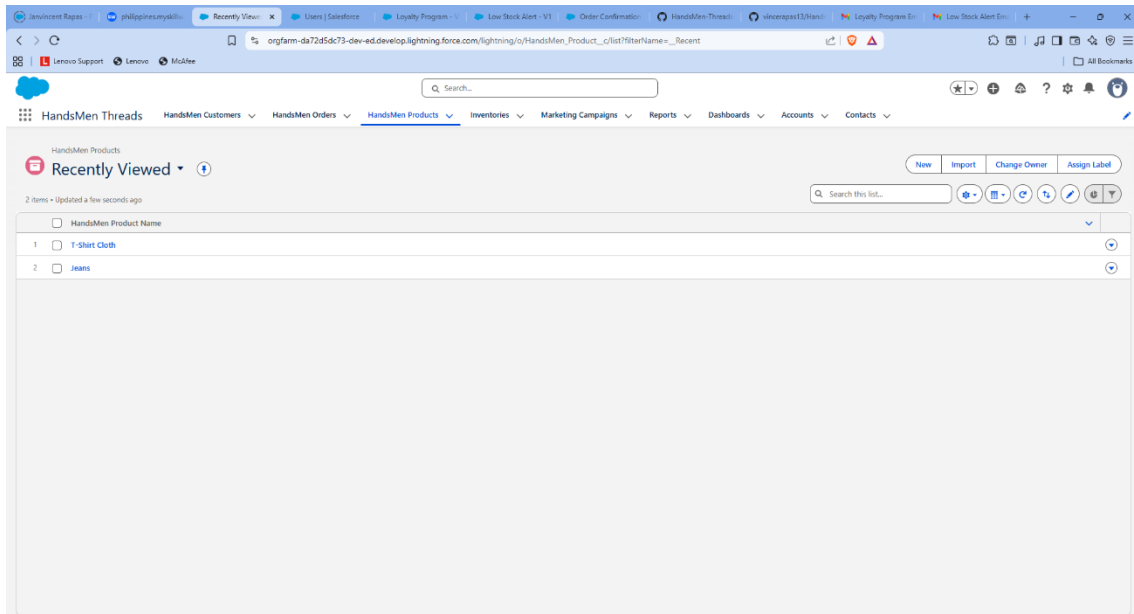 Janvincent Rapas - philippines.myskillw Recently Viewe Users | Salesforce Loyalty Program - V Low Stock Alert - V1 Order Confirmation HandsMen-Threads vincerapas13/Hands Loyalty Program Em Low Stock Alert Ema
orgfarm-da72d5dc73-dev-ed.develop.lightning.force.com/lightning/o/HandsMen_Product__c/list?filterName=__Recent
Lenovo Support Lenovo McAfee All Bookmarks
Search...
HandsMen Threads HandsMen Customers HandsMen Orders HandsMen Products Inventories Marketing Campaigns Reports Dashboards Accounts Contacts
HandsMen Products
Recently Viewed
New Import Change Owner Assign Label
2 items • Updated a few seconds ago
Search this list...
HandsMen Product Name
1 T-Shirt Cloth
2 Jeans